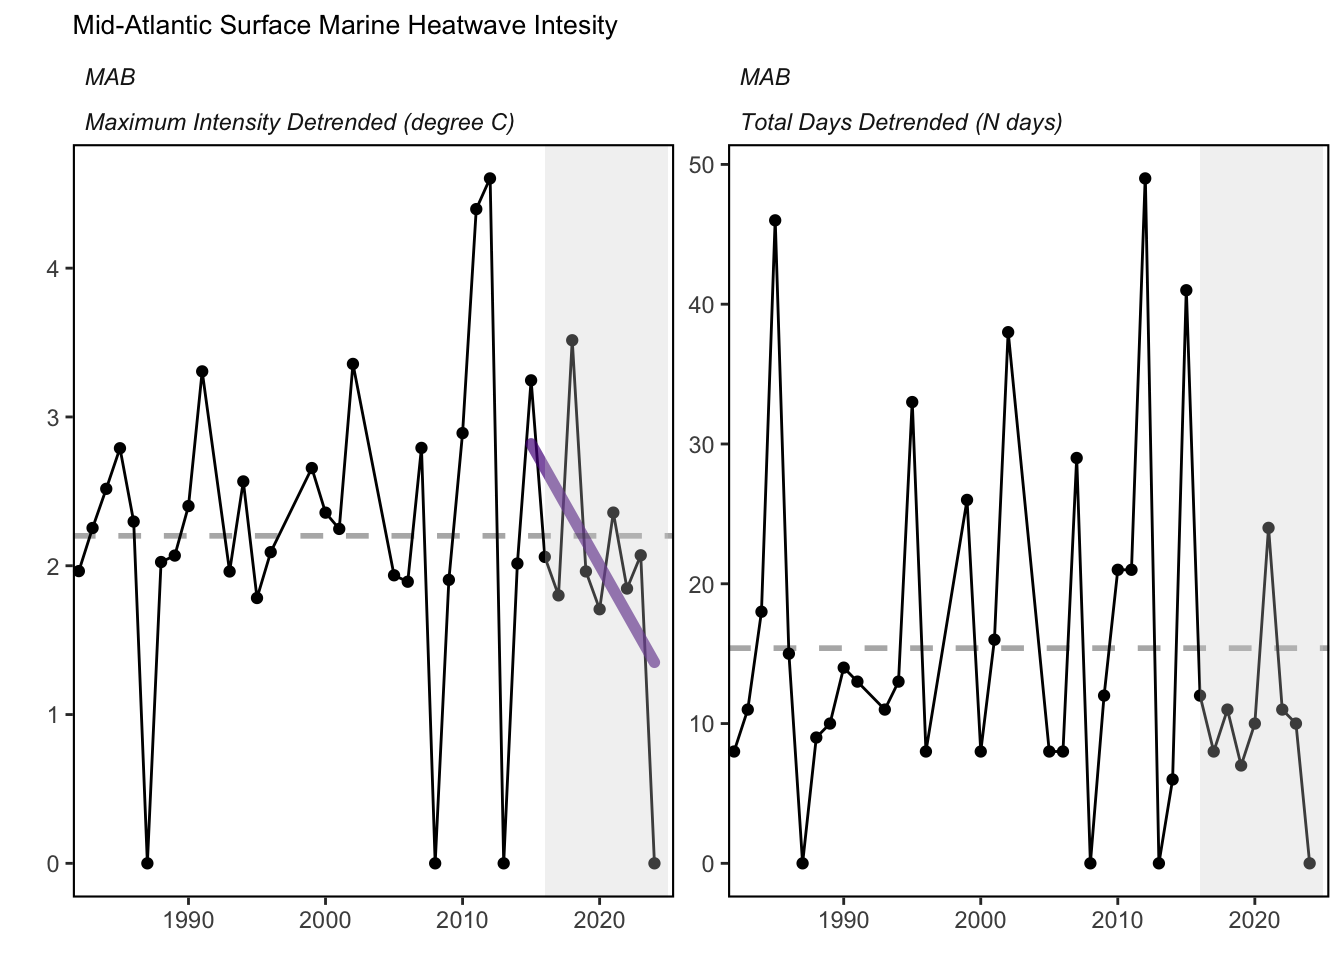 Mid-Atlantic Surface Marine Heatwave Intesity
MAB
Maximum Intensity Detrended (degree C)
4
3
2
1
0
1990 2000 2010 2020
MAB
Total Days Detrended (N days)
50
40
30
20
10
0
1990 2000 2010 2020